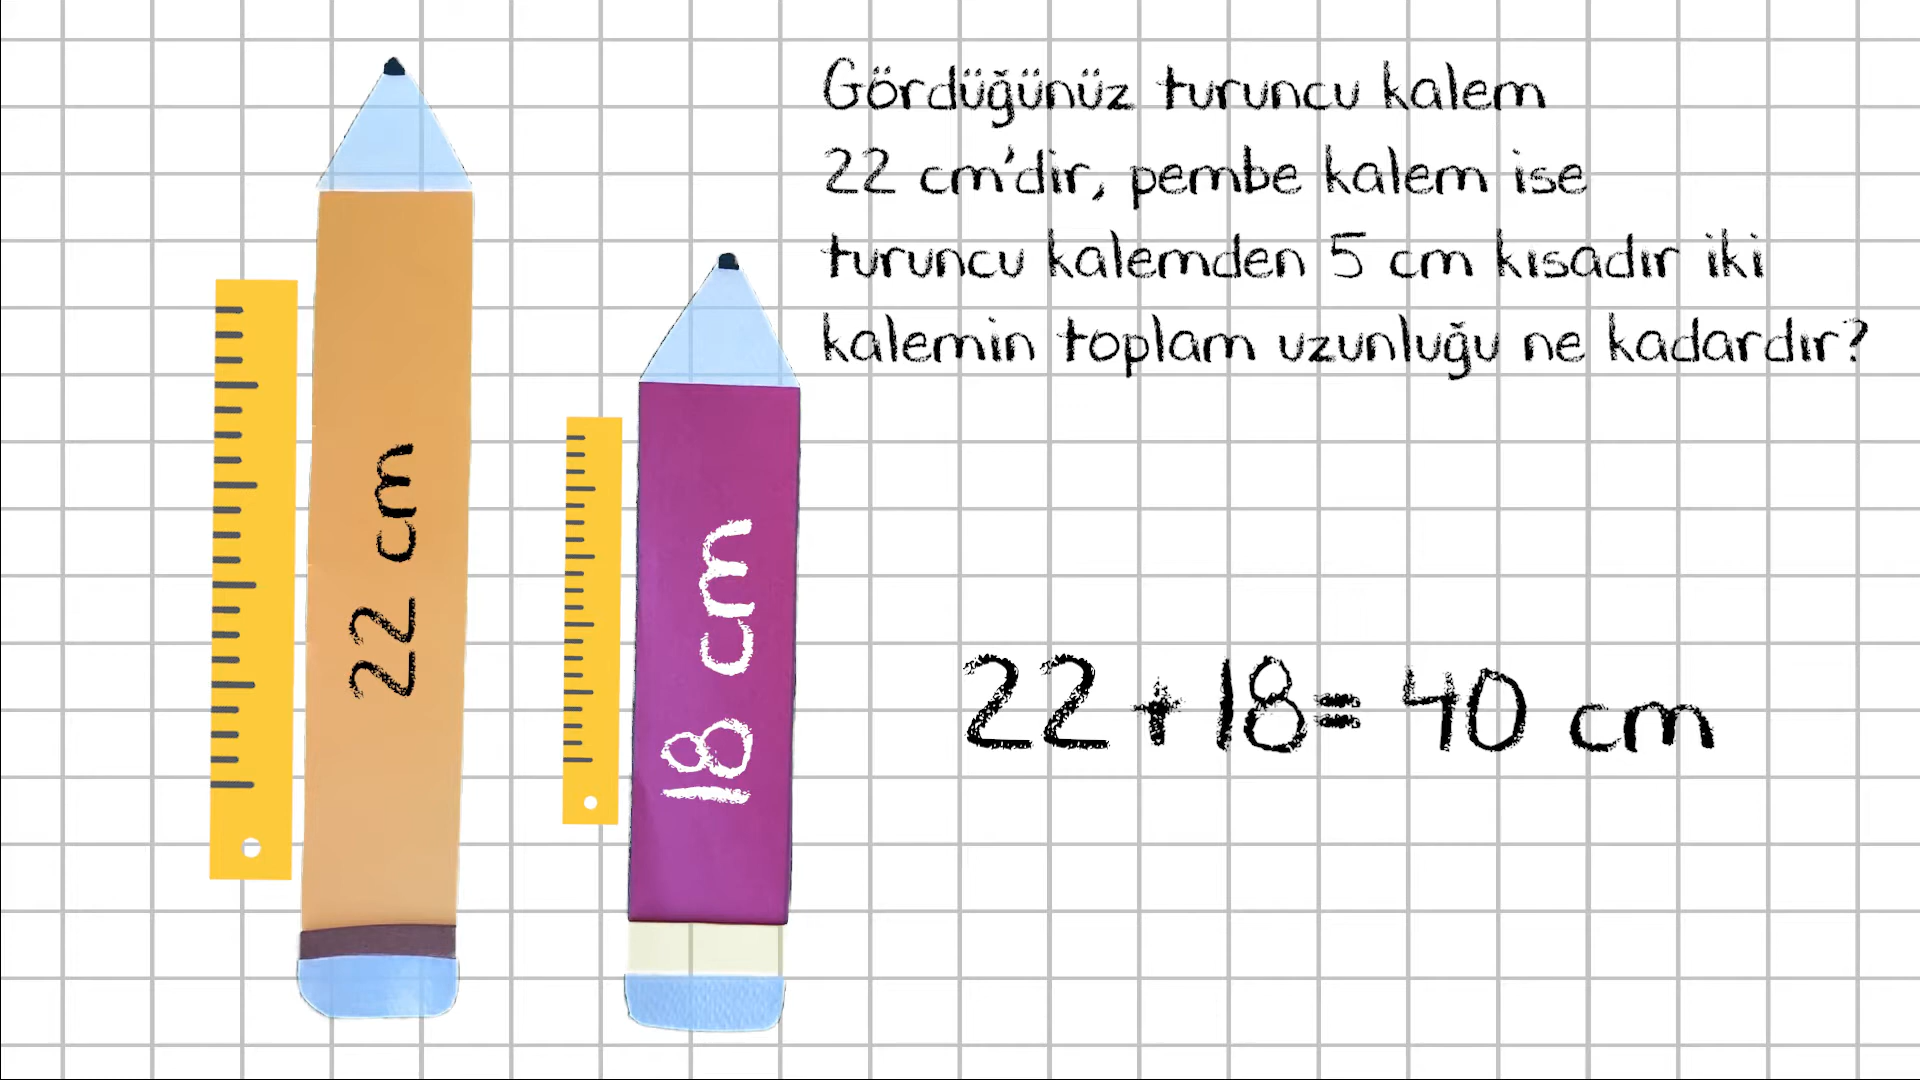 Gördüğünüz turuncu kalem
22 cm'dir, pembe kalem ise
turuncu kalemden 5 cm kısadır iki
kalemin toplam uzunluğu ne kadardır?
22 cm
18 cm
22+18= 40 cm